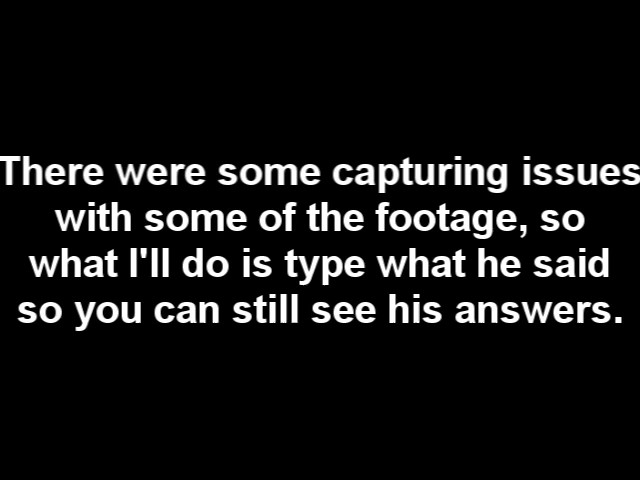 There were some capturing issues
with some of the footage, so
what I'll do is type what he said
so you can still see his answers.